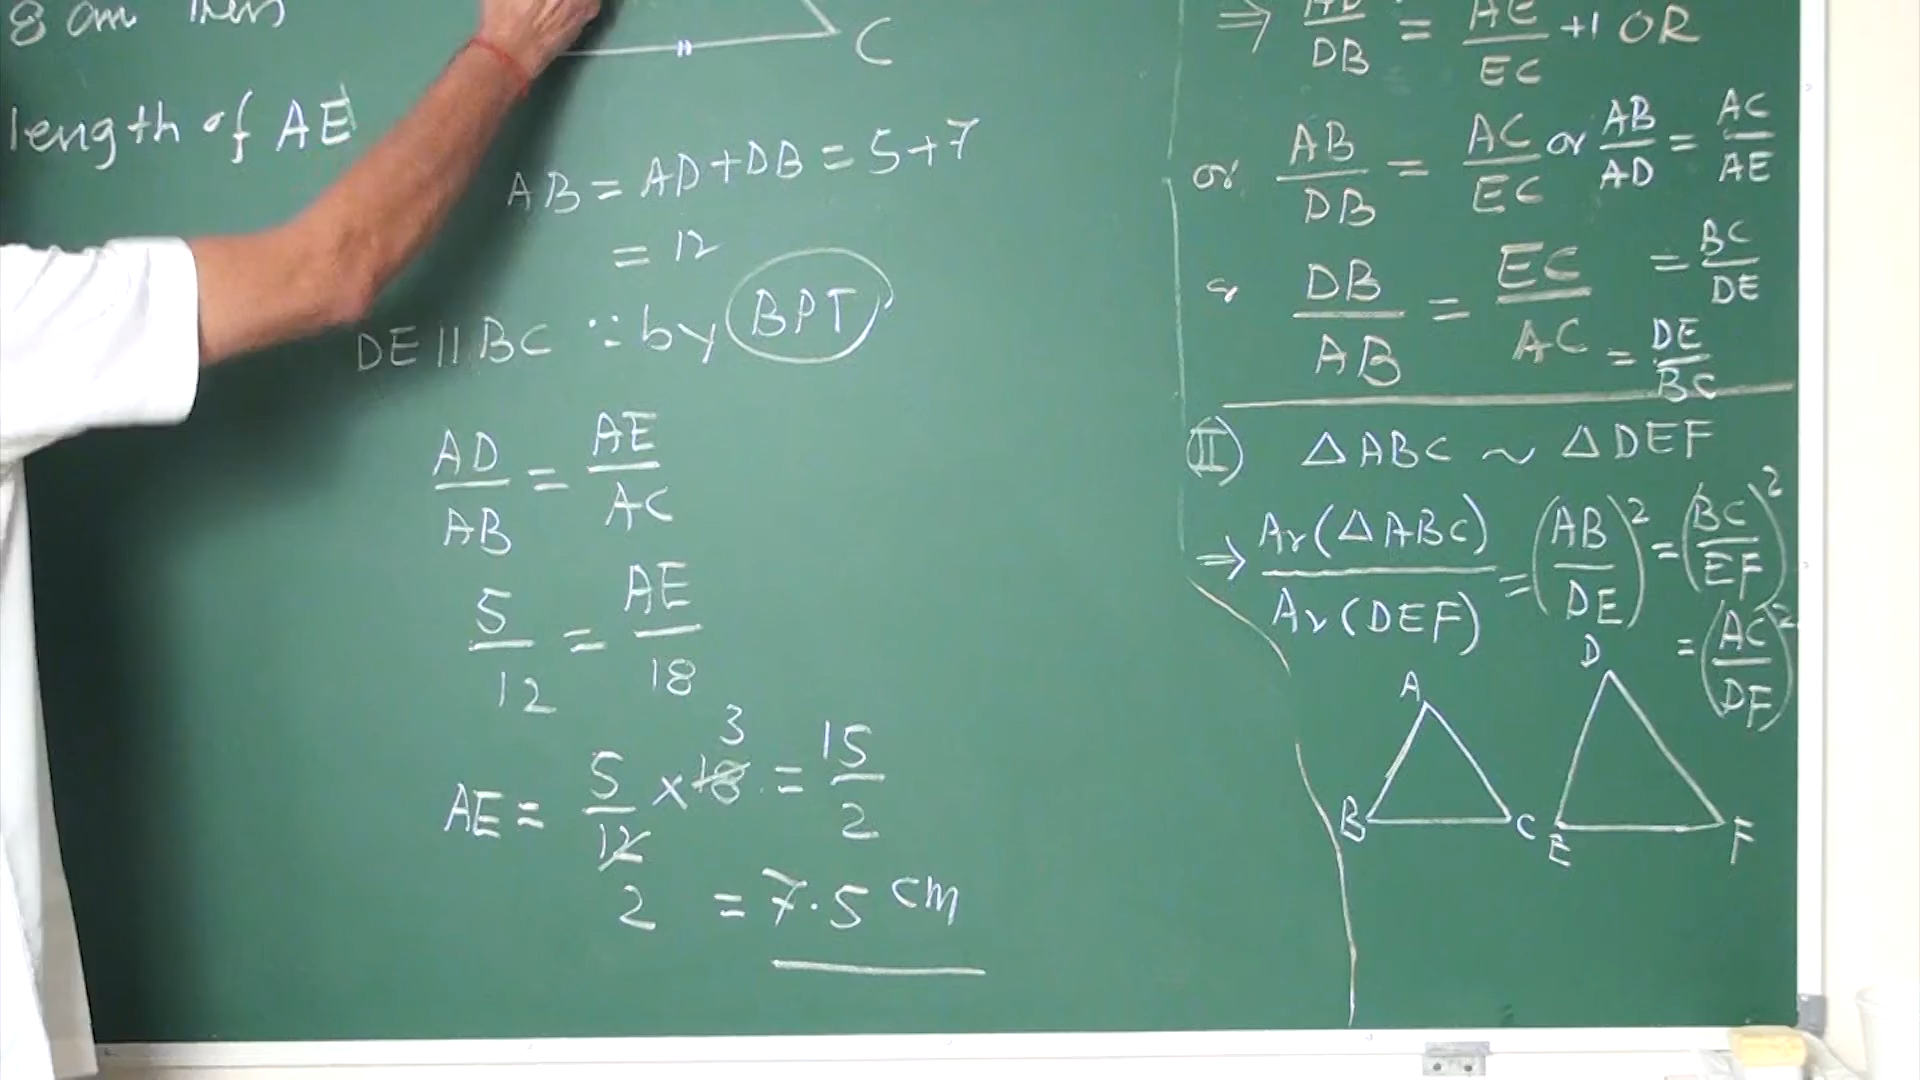 8 cm then
length of AE
C
AB = AD + DB = 5 + 7
= 12
DE || BC ∵ by BPT
AD/AB = AE/AC
5/12 = AE/18
AE = 5/12 × 18 = 15/2
3
2
= 7.5 cm
⇒ AD/DB = AE/EC + 1 OR
or AB/DB = AC/EC or AB/AD = AC/AE
= BC/DE
or DB/AB = EC/AC
= DE/BC
II) △ABC ~ △DEF
⇒ Ar(△ABC)/Ar(DEF) = (AB/DE)² = (BC/EF)²
= (AC/DF)²
A D
B C E F